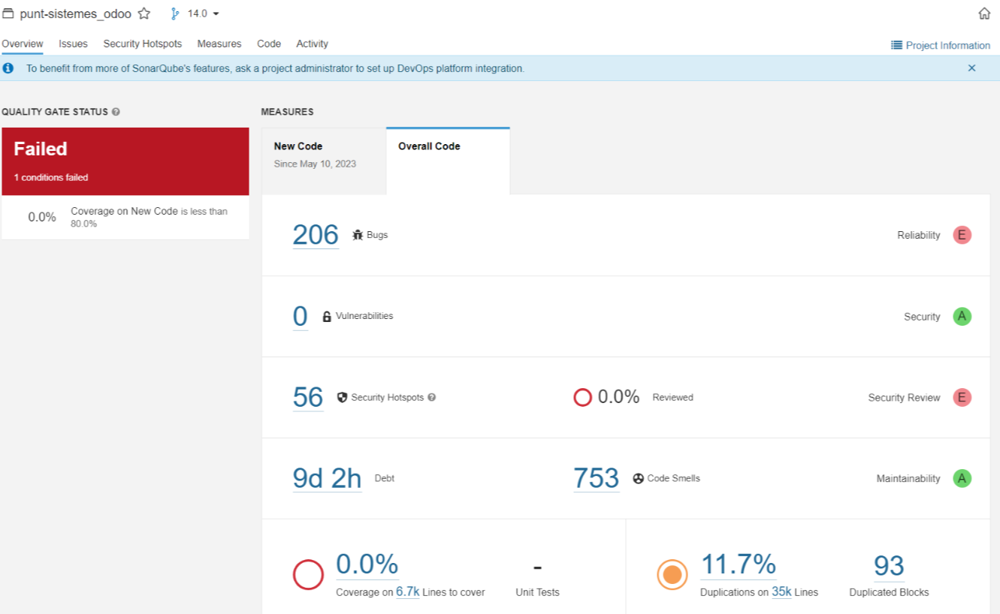 punt-sistemes_odoo 14.0
Overview Issues Security Hotspots Measures Code Activity Project Information
To benefit from more of SonarQube's features, ask a project administrator to set up DevOps platform integration.
QUALITY GATE STATUS
Failed
1 conditions failed
0.0% Coverage on New Code is less than
80.0%
MEASURES
New Code
Since May 10, 2023
Overall Code
206 Bugs Reliability E
0 Vulnerabilities Security A
56 Security Hotspots 0.0% Reviewed Security Review E
9d 2h Debt 753 Code Smells Maintainability A
0.0% -
Coverage on 6.7k Lines to cover Unit Tests
11.7% 93
Duplications on 35k Lines Duplicated Blocks